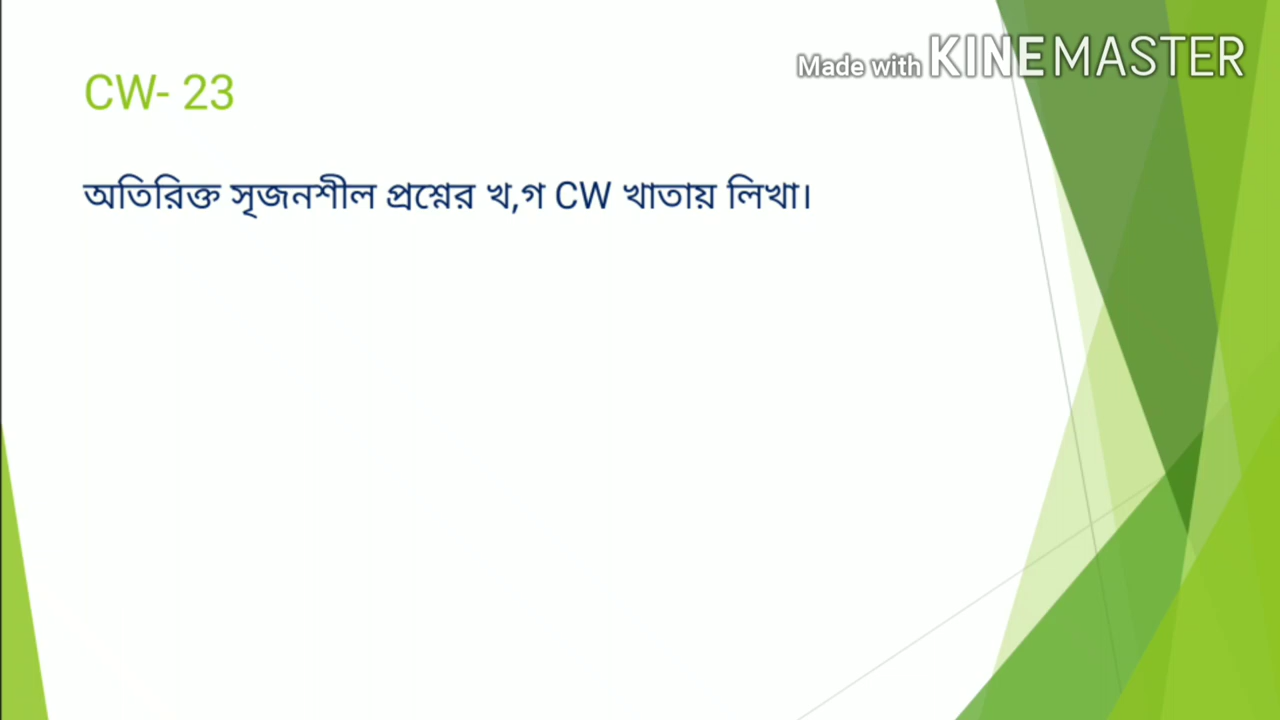 Made with KINEMASTER
CW- 23
অতিরিক্ত সৃজনশীল প্রশ্নের খ,গ CW খাতায় লিখা।